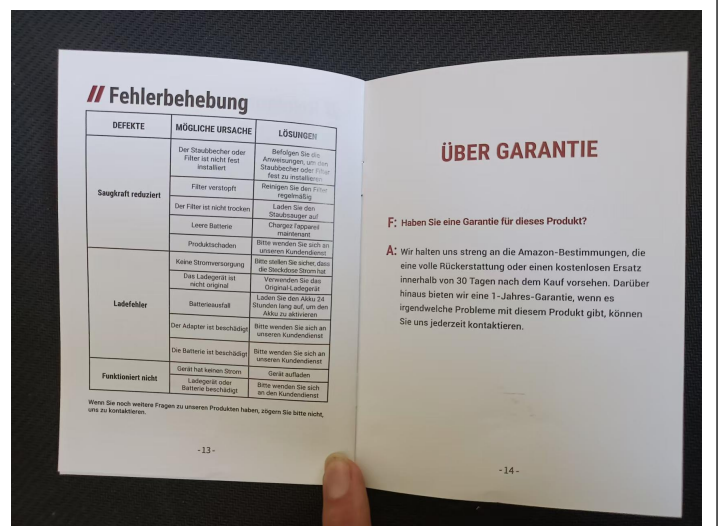 // Fehlerbehebung
DEFEKTE
MÖGLICHE URSACHE
LÖSUNGEN
Saugkraft reduziert
Der Staubbecher oder
Filter ist nicht fest
installiert
Befolgen Sie die
Anweisungen, um den
Staubbecher oder Filter
fest zu installieren
Filter verstopft
Reinigen Sie den Filter
regelmäßig
Der Filter ist nicht trocken
Laden Sie den
Staubsauger auf
Leere Batterie
Chargez l'appareil
maintenant
Produktschaden
Bitte wenden Sie sich an
unseren Kundendienst
Ladefehler
Keine Stromversorgung
Bitte stellen Sie sicher, dass
die Steckdose Strom hat
Das Ladegerät ist
nicht original
Verwenden Sie das
Original-Ladegerät
Batterieausfall
Laden Sie den Akku 24
Stunden lang auf, um den
Akku zu aktivieren
Der Adapter ist beschädigt
Bitte wenden Sie sich an
unseren Kundendienst
Die Batterie ist beschädigt
Bitte wenden Sie sich an
unseren Kundendienst
Funktioniert nicht
Gerät hat keinen Strom
Gerät aufladen
Ladegerät oder
Batterie beschädigt
Bitte wenden Sie sich
an den Kundendienst
Wenn Sie noch weitere Fragen zu unseren Produkten haben, zögern Sie bitte nicht,
uns zu kontaktieren.
-13-
ÜBER GARANTIE
F: Haben Sie eine Garantie für dieses Produkt?
A: Wir halten uns streng an die Amazon-Bestimmungen, die
eine volle Rückerstattung oder einen kostenlosen Ersatz
innerhalb von 30 Tagen nach dem Kauf vorsehen. Darüber
hinaus bieten wir eine 1-Jahres-Garantie, wenn es
irgendwelche Probleme mit diesem Produkt gibt, können
Sie uns jederzeit kontaktieren.
-14-